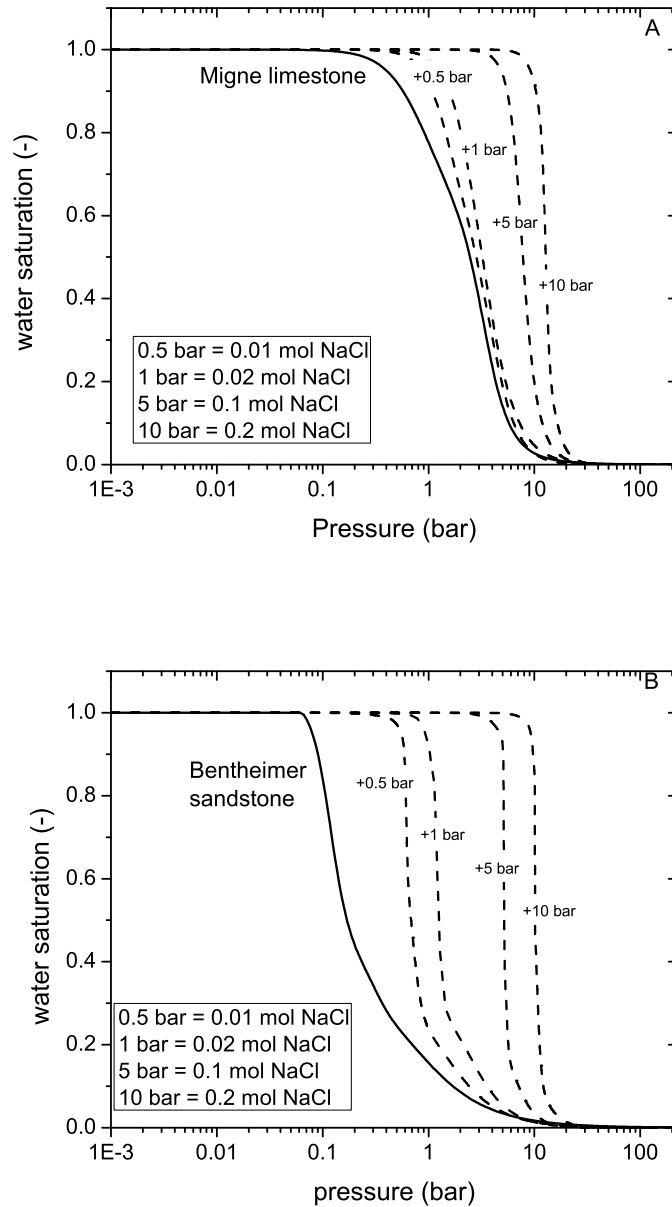 A
1.0
0.8
0.6
0.4
0.2
0.0
water saturation (-)
Migne limestone
+0.5 bar
+1 bar
+5 bar
+10 bar
0.5 bar = 0.01 mol NaCl
1 bar = 0.02 mol NaCl
5 bar = 0.1 mol NaCl
10 bar = 0.2 mol NaCl
1E-3 0.01 0.1 1 10 100
Pressure (bar)
B
1.0
0.8
0.6
0.4
0.2
0.0
water saturation (-)
Bentheimer
sandstone
+0.5 bar
+1 bar
+5 bar
+10 bar
0.5 bar = 0.01 mol NaCl
1 bar = 0.02 mol NaCl
5 bar = 0.1 mol NaCl
10 bar = 0.2 mol NaCl
1E-3 0.01 0.1 1 10 100
pressure (bar)